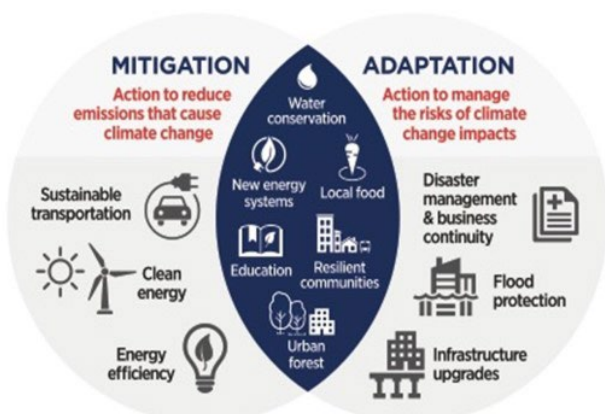 MITIGATION
Action to reduce
emissions that cause
climate change
Sustainable
transportation
Clean
energy
Energy
efficiency
Water
conservation
New energy
systems
Local food
Education
Resilient
communities
Urban
forest
ADAPTATION
Action to manage
the risks of climate
change impacts
Disaster
management
& business
continuity
Flood
protection
Infrastructure
upgrades